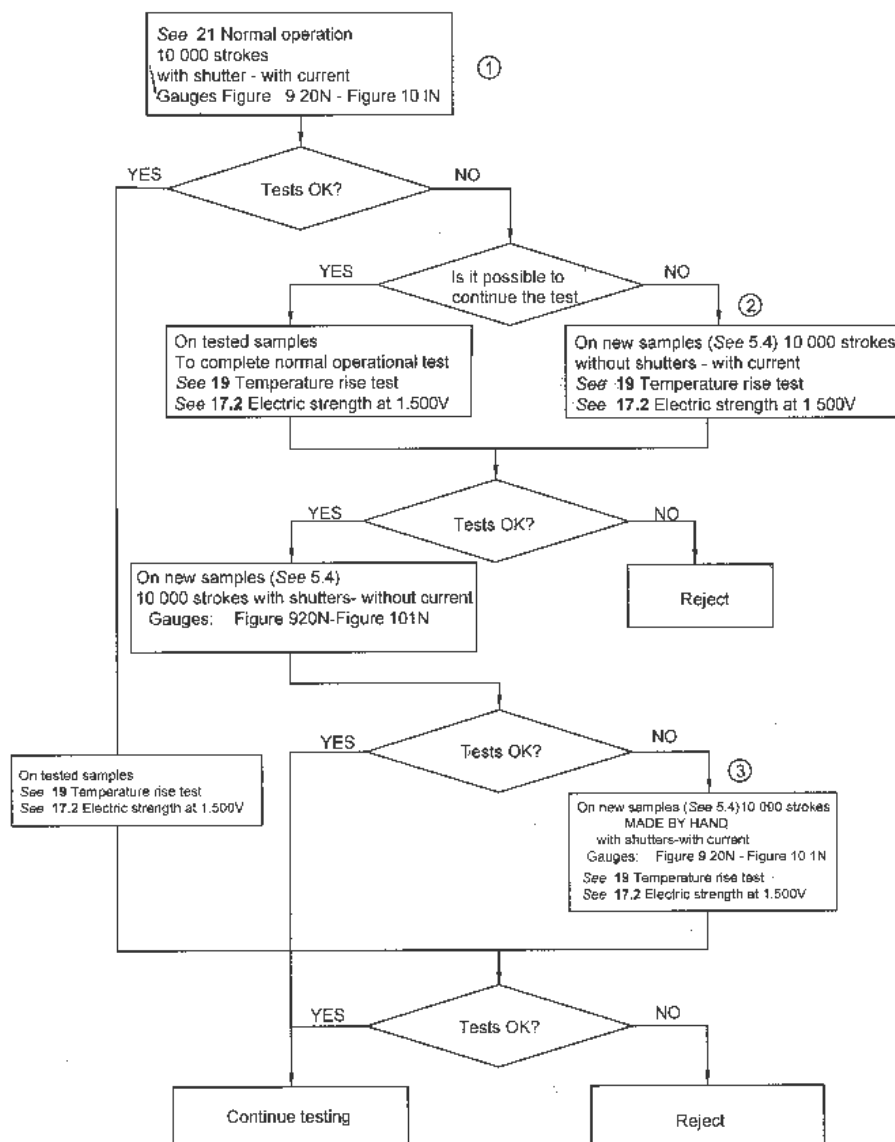 See 21 Normal operation
10 000 strokes
with shutter - with current
Gauges Figure 9 20N - Figure 10 1N
1
YES
NO
Tests OK?
YES
NO
Is it possible to
continue the test
2
On tested samples
To complete normal operational test
See 19 Temperature rise test
See 17.2 Electric strength at 1.500V
On new samples (See 5.4) 10 000 strokes
without shutters - with current
See 19 Temperature rise test
See 17.2 Electric strength at 1 500V
YES
NO
Tests OK?
On new samples (See 5.4)
10 000 strokes with shutters- without current
Gauges: Figure 920N-Figure 101N
Reject
YES
NO
Tests OK?
3
On tested samples
See 19 Temperature rise test
See 17.2 Electric strength at 1.500V
On new samples (See 5.4)10 000 strokes
MADE BY HAND
with shutters-with current
Gauges: Figure 9 20N - Figure 10 1N
See 19 Temperature rise test
See 17.2 Electric strength at 1.500V
YES
NO
Tests OK?
Continue testing
Reject